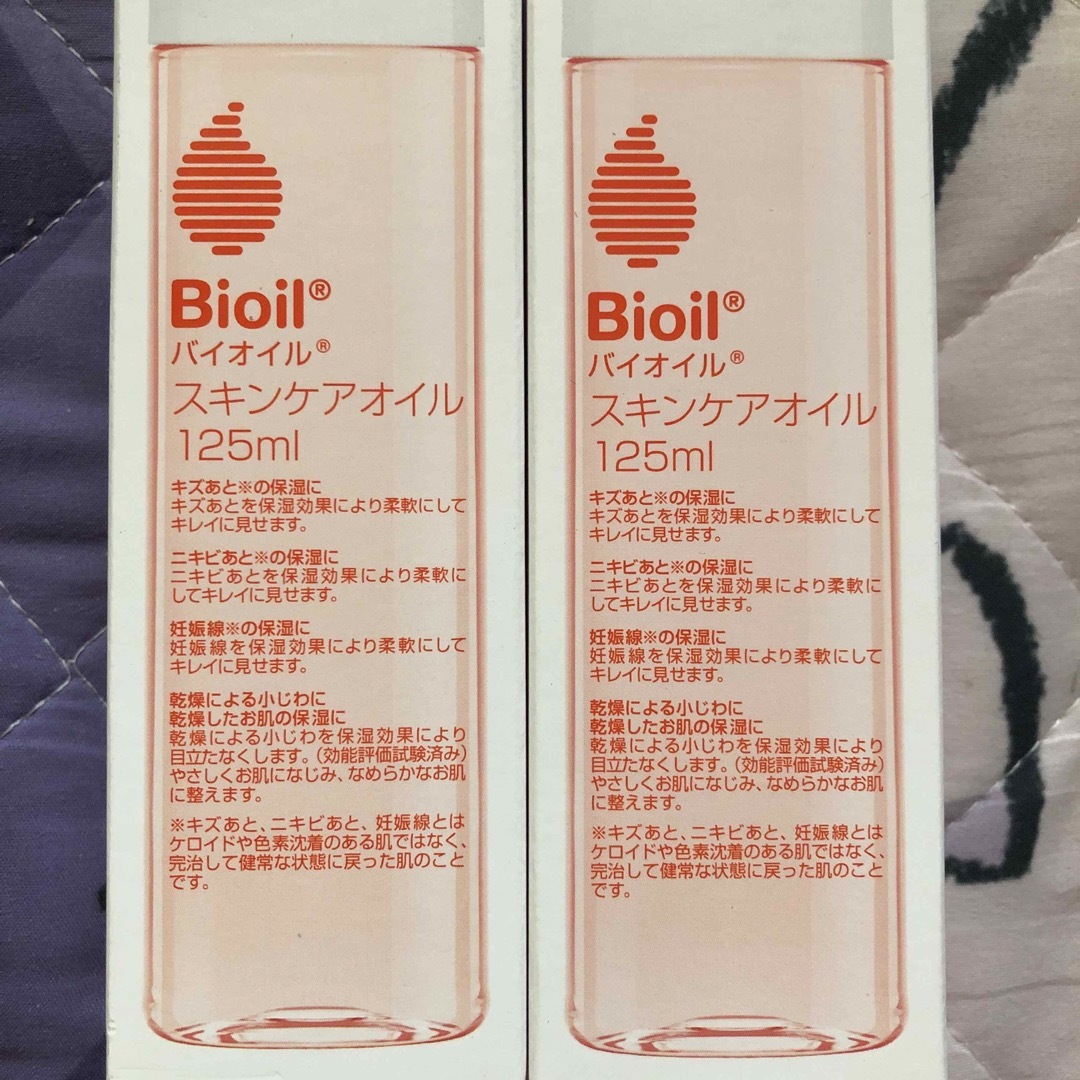 Bioil®
バイオイル®
スキンケアオイル
125ml
キズあと※の保湿に
キズあとを保湿効果により柔軟にして
キレイに見せます。
ニキビあと※の保湿に
ニキビあとを保湿効果により柔軟に
してキレイに見せます。
妊娠線※の保湿に
妊娠線を保湿効果により柔軟にして
キレイに見せます。
乾燥による小じわに
乾燥したお肌の保湿に
乾燥による小じわを保湿効果により
目立たなくします。(効能評価試験済み)
やさしくお肌になじみ、なめらかなお肌
に整えます。
※キズあと、ニキビあと、妊娠線とは
ケロイドや色素沈着のある肌ではなく、
完治して健常な状態に戻った肌のこと
です。
Bioil®
バイオイル®
スキンケアオイル
125ml
キズあと※の保湿に
キズあとを保湿効果により柔軟にして
キレイに見せます。
ニキビあと※の保湿に
ニキビあとを保湿効果により柔軟に
してキレイに見せます。
妊娠線※の保湿に
妊娠線を保湿効果により柔軟にして
キレイに見せます。
乾燥による小じわに
乾燥したお肌の保湿に
乾燥による小じわを保湿効果により
目立たなくします。(効能評価試験済み)
やさしくお肌になじみ、なめらかなお肌
に整えます。
※キズあと、ニキビあと、妊娠線とは
ケロイドや色素沈着のある肌ではなく、
完治して健常な状態に戻った肌のこと
です。